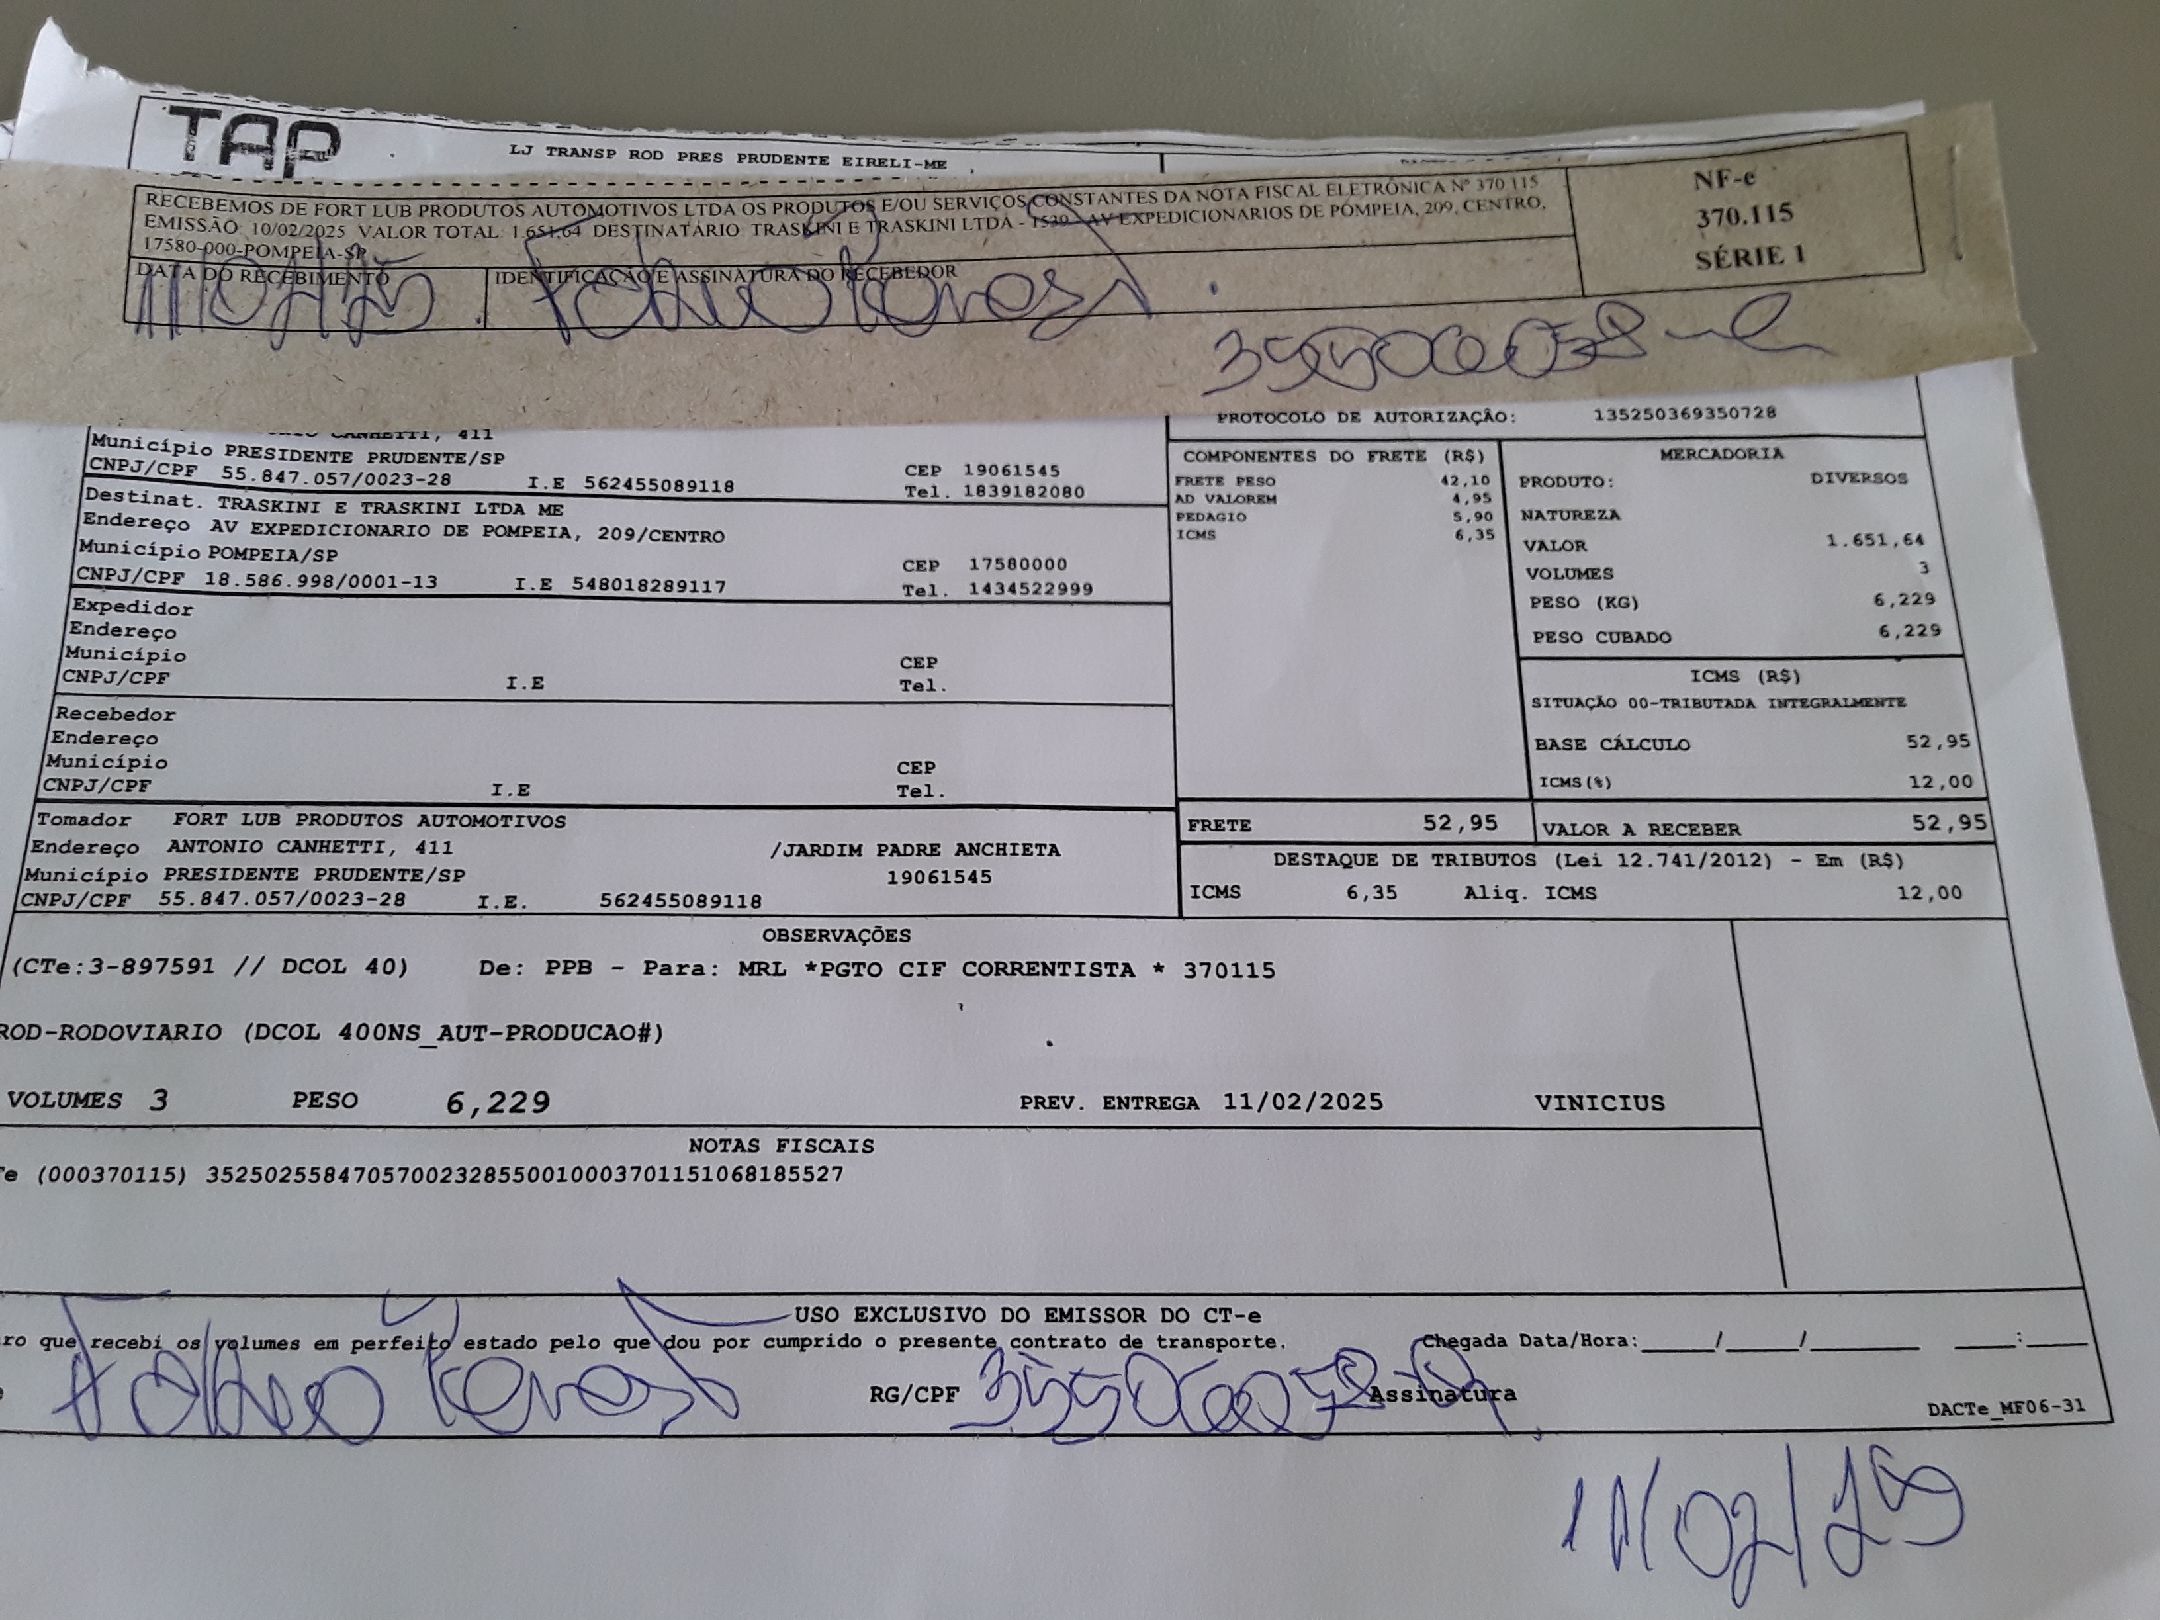 TAP
LJ TRANSP ROD PRES PRUDENTE EIRELI-ME
RECEBEMOS DE FORT LUB PRODUTOS AUTOMOTIVOS LTDA OS PRODUTOS E/OU SERVIÇOS CONSTANTES DA NOTA FISCAL ELETRÔNICA Nº 370.115
EMISSÃO: 10/02/2025 VALOR TOTAL: 1.651,64 DESTINATÁRIO: TRASKINI E TRASKINI LTDA - 1539 - AV EXPEDICIONARIOS DE POMPEIA, 209, CENTRO,
17580-000-POMPEIA-SP
DATA DO RECEBIMENTO
IDENTIFICAÇÃO E ASSINATURA DO RECEBEDOR
NF-e
370.115
SÉRIE 1
PROTOCOLO DE AUTORIZAÇÃO: 135250369350728
CANHETTI, 411
Município PRESIDENTE PRUDENTE/SP CEP 19061545
CNPJ/CPF 55.847.057/0023-28 I.E 562455089118 Tel. 1839182080
Destinat. TRASKINI E TRASKINI LTDA ME
Endereço AV EXPEDICIONARIO DE POMPEIA, 209/CENTRO
Município POMPEIA/SP CEP 17580000
CNPJ/CPF 18.586.998/0001-13 I.E 548018289117 Tel. 1434522999
Expedidor
Endereço
Município CEP
CNPJ/CPF I.E Tel.
Recebedor
Endereço
Município CEP
CNPJ/CPF I.E Tel.
Tomador FORT LUB PRODUTOS AUTOMOTIVOS
Endereço ANTONIO CANHETTI, 411 /JARDIM PADRE ANCHIETA
Município PRESIDENTE PRUDENTE/SP 19061545
CNPJ/CPF 55.847.057/0023-28 I.E. 562455089118
COMPONENTES DO FRETE (R$)
FRETE PESO 42,10
AD VALOREM 4,95
PEDAGIO 5,90
ICMS 6,35
MERCADORIA
PRODUTO: DIVERSOS
NATUREZA
VALOR 1.651,64
VOLUMES 3
PESO (KG) 6,229
PESO CUBADO 6,229
ICMS (R$)
SITUAÇÃO 00-TRIBUTADA INTEGRALMENTE
BASE CÁLCULO 52,95
ICMS(%) 12,00
FRETE 52,95 VALOR A RECEBER 52,95
DESTAQUE DE TRIBUTOS (Lei 12.741/2012) - Em (R$)
ICMS 6,35 Aliq. ICMS 12,00
OBSERVAÇÕES
(CTe:3-897591 // DCOL 40) De: PPB - Para: MRL *PGTO CIF CORRENTISTA * 370115
ROD-RODOVIARIO (DCOL 400NS_AUT-PRODUCAO#)
VOLUMES 3 PESO 6,229 PREV. ENTREGA 11/02/2025 VINICIUS
NOTAS FISCAIS
(000370115) 35250255847057002328550010003701151068185527
USO EXCLUSIVO DO EMISSOR DO CT-e
que recebi os volumes em perfeito estado pelo que dou por cumprido o presente contrato de transporte. Chegada Data/Hora:____/____/______ ___:____
RG/CPF Assinatura
DACTe_MF06-31
11/02/25